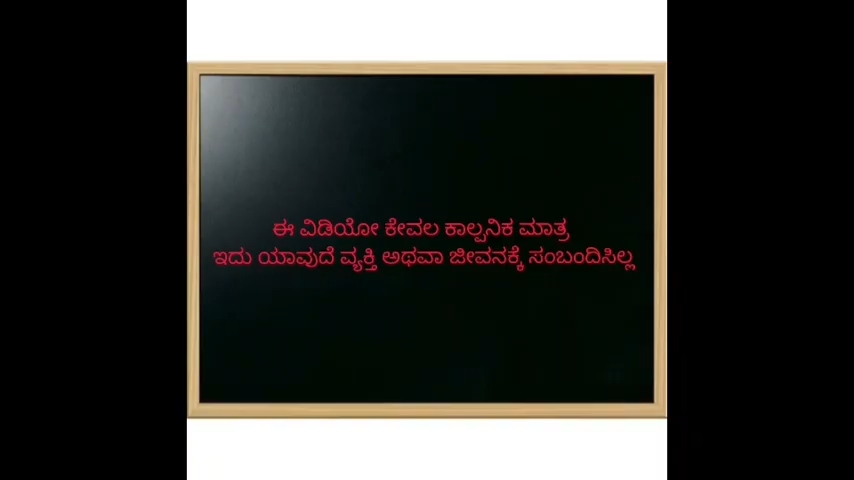 ಈ ವಿಡಿಯೋ ಕೇವಲ ಕಾಲ್ಪನಿಕ ಮಾತ್ರ
ಇದು ಯಾವುದೆ ವ್ಯಕ್ತಿ ಅಥವಾ ಜೀವನಕ್ಕೆ ಸಂಬಂದಿಸಿಲ್ಲ